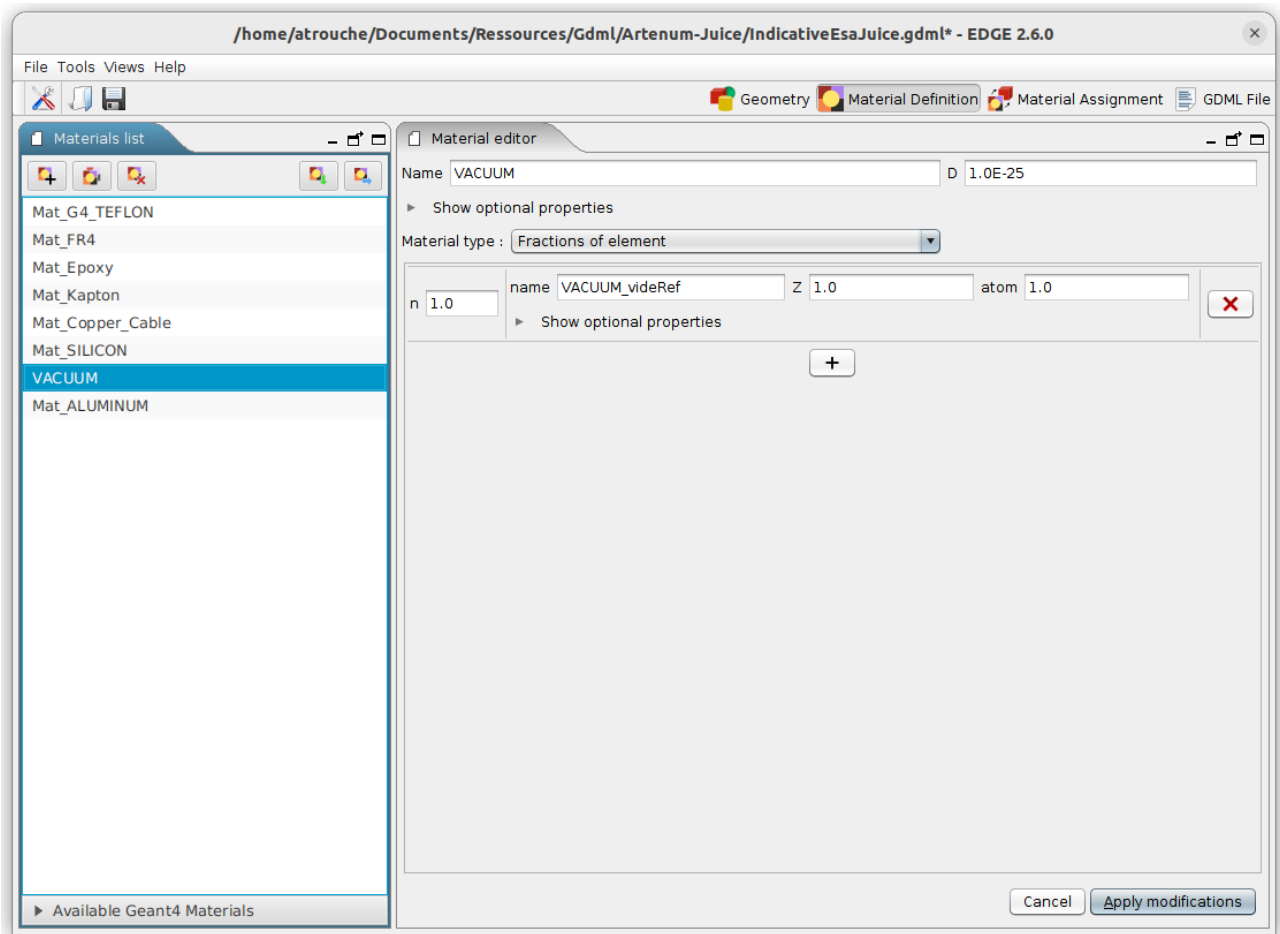 /home/atrouche/Documents/Ressources/Gdml/Artenum-Juice/IndicativeEsaJuice.gdml* - EDGE 2.6.0
File Tools Views Help
Geometry Material Definition Material Assignment GDML File
Materials list
Mat_G4_TEFLON
Mat_FR4
Mat_Epoxy
Mat_Kapton
Mat_Copper_Cable
Mat_SILICON
VACUUM
Mat_ALUMINUM
Available Geant4 Materials
Material editor
Name VACUUM D 1.0E-25
Show optional properties
Material type : Fractions of element
n 1.0 name VACUUM_videRef Z 1.0 atom 1.0
Show optional properties
+
Cancel Apply modifications